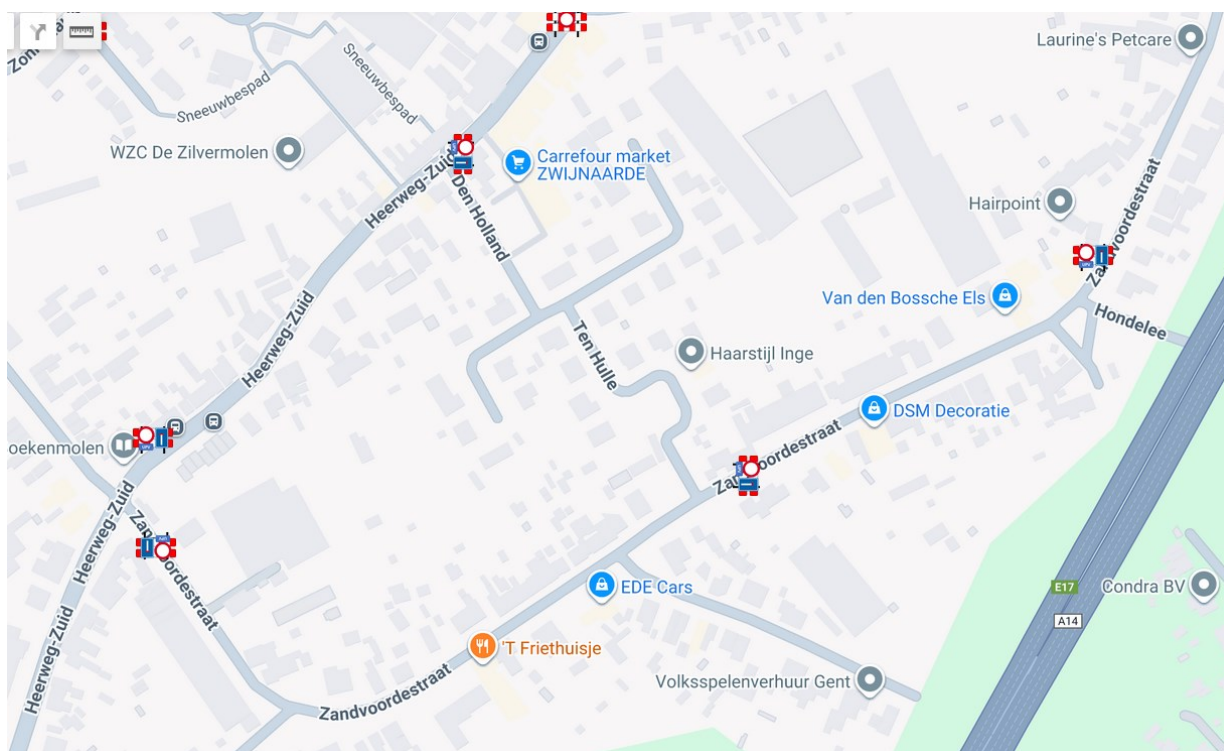 Laurine's Petcare
Sneeuwbespad
Sneeuwbespad
WZC De Zilvermolen
Carrefour market
ZWIJNAARDE
Heerweg-Zuid
Den Holland
Hairpoint
Zandvoordestraat
Van den Bossche Els
Hondelee
Heerweg-Zuid
Ten Hulle
Haarstijl Inge
DSM Decoratie
oekenmolen
Heerweg-Zuid
EDE Cars
E17
Condra BV
A14
Heerweg-Zuid
'T Friethuisje
Volksspelenverhuur Gent
Zandvoordestraat